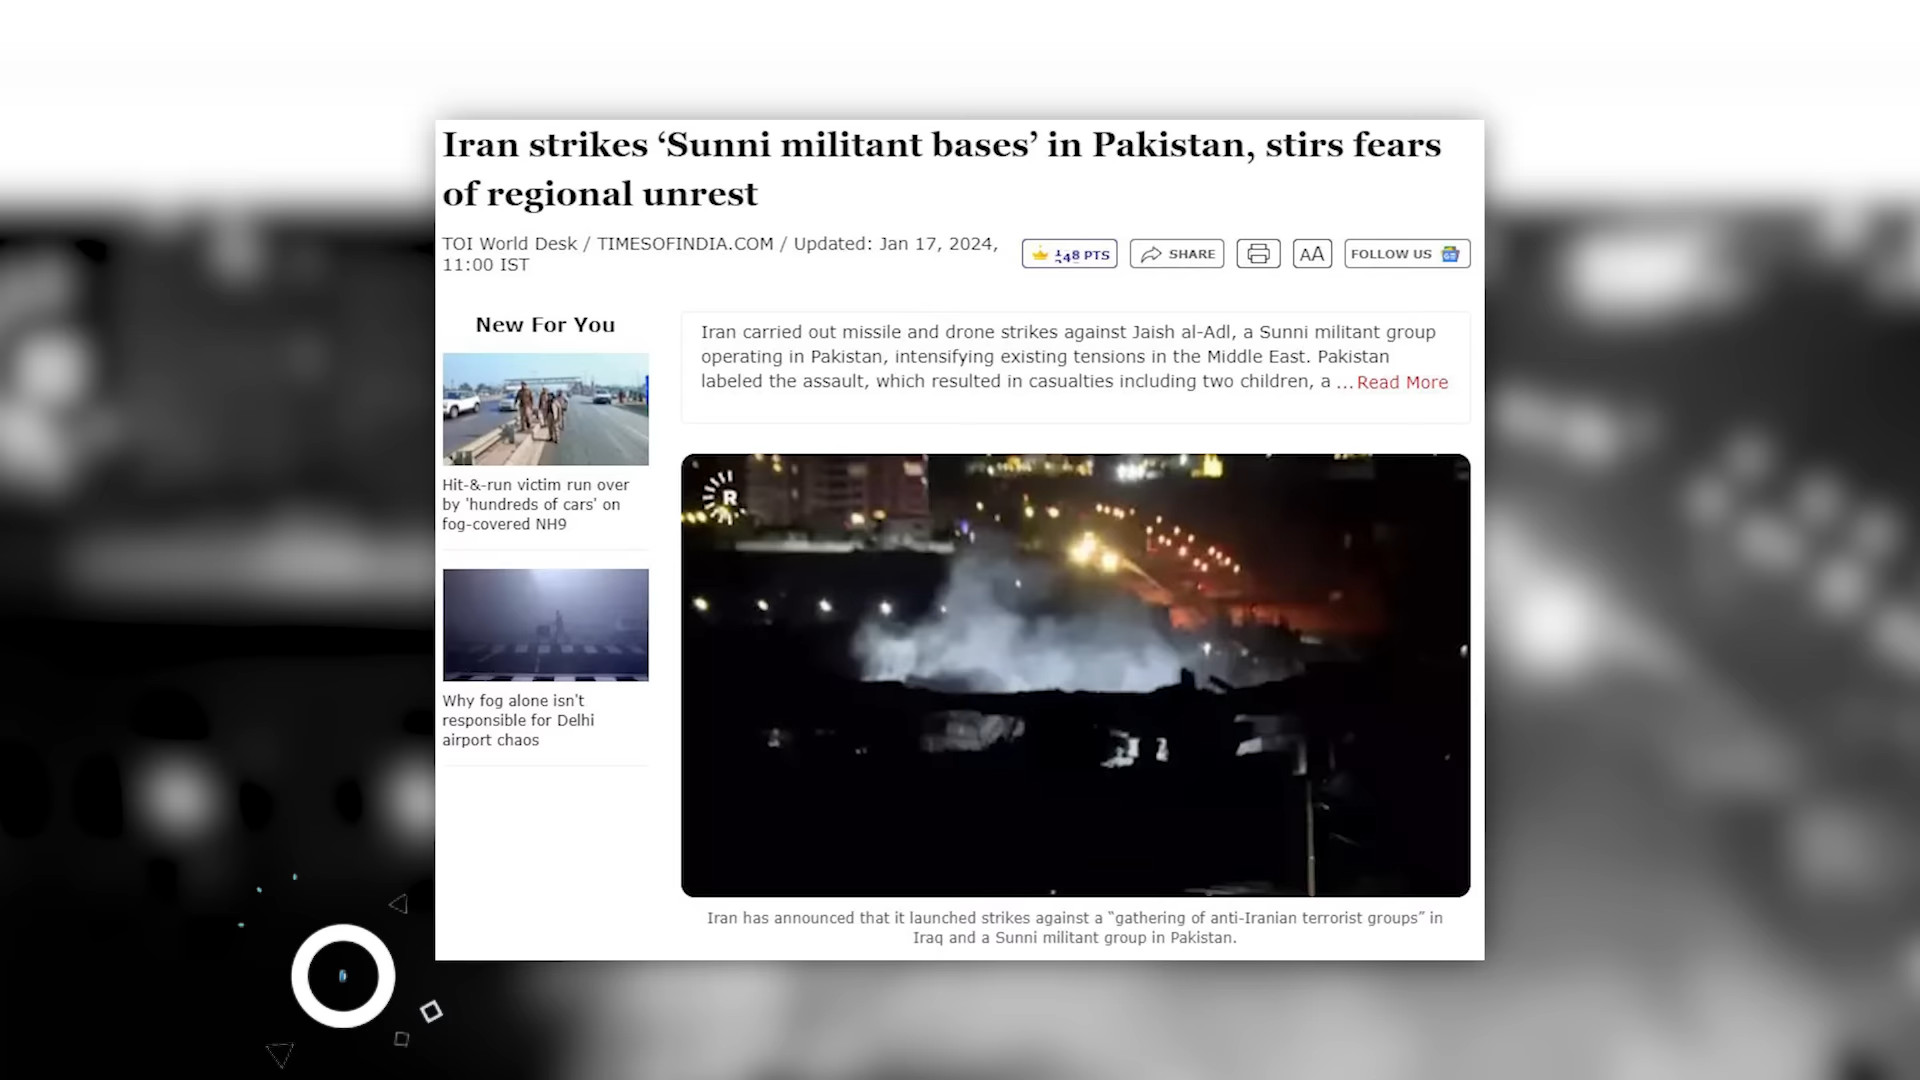 Iran strikes ‘Sunni militant bases’ in Pakistan, stirs fears
of regional unrest
TOI World Desk / TIMESOFINDIA.COM / Updated: Jan 17, 2024,
11:00 IST
148 PTS
SHARE
AA
FOLLOW US
New For You
Hit-&-run victim run over
by 'hundreds of cars' on
fog-covered NH9
Why fog alone isn't
responsible for Delhi
airport chaos
Iran carried out missile and drone strikes against Jaish al-Adl, a Sunni militant group
operating in Pakistan, intensifying existing tensions in the Middle East. Pakistan
labeled the assault, which resulted in casualties including two children, a ... Read More
R
Iran has announced that it launched strikes against a “gathering of anti-Iranian terrorist groups” in
Iraq and a Sunni militant group in Pakistan.